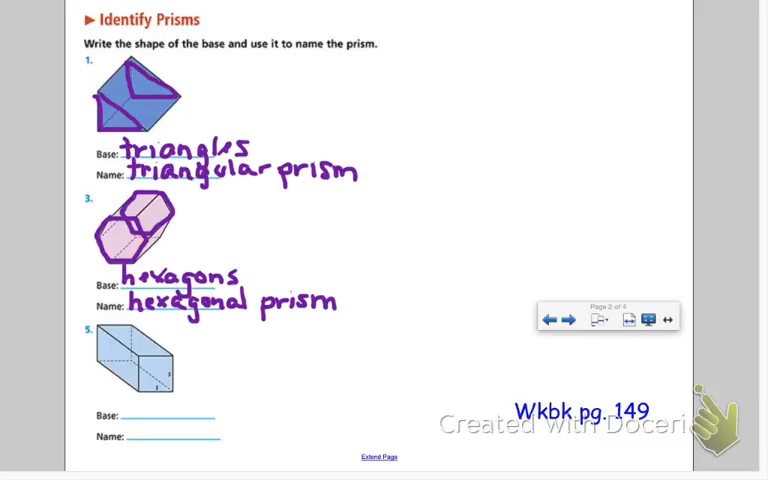 ► Identify Prisms
Write the shape of the base and use it to name the prism.
1.
Base: triangles
Name: triangular prism
3.
Base: hexagons
Name: hexagonal prism
5.
s
s
Base:
Name:
Page 2 of 4
Wkbk pg. 149
Created with Doceri
Extend Page